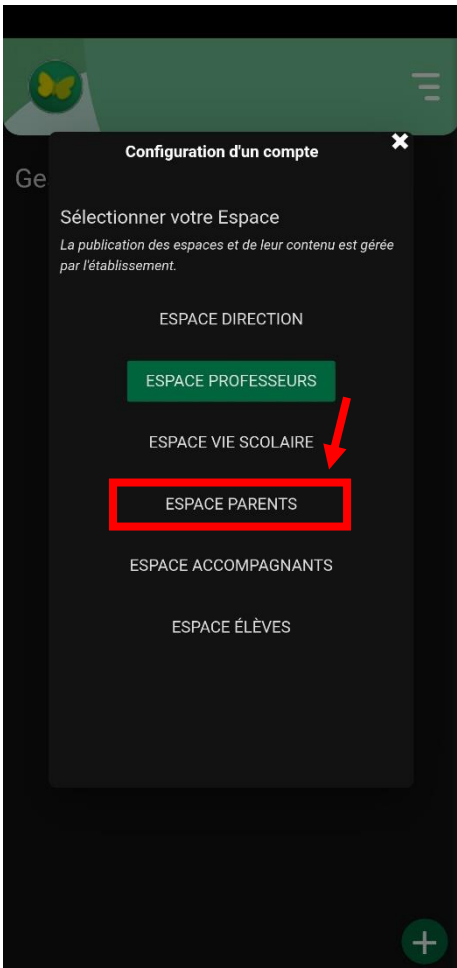 Configuration d'un compte
Ge
Sélectionner votre Espace
La publication des espaces et de leur contenu est gérée
par l'établissement.
ESPACE DIRECTION
ESPACE PROFESSEURS
ESPACE VIE SCOLAIRE
ESPACE PARENTS
ESPACE ACCOMPAGNANTS
ESPACE ÉLÈVES